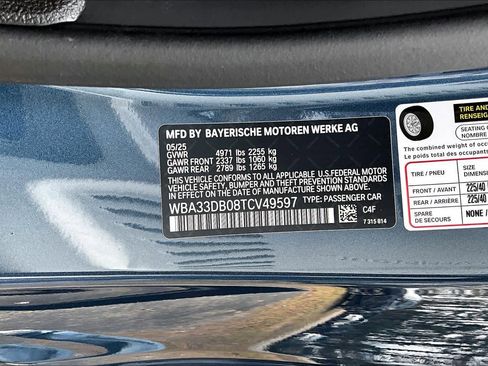 MFD BY BAYERISCHE MOTOREN WERKE AG
05/25
GVWR 4971 lbs 2255 kg
GAWR FRONT 2337 lbs 1060 kg
GAWR REAR 2789 lbs 1265 kg
THIS VEHICLE CONFORMS TO ALL APPLICABLE U.S.FEDERAL MOTOR
VEHICLE SAFETY, BUMPER AND THEFT PREVENTION STANDARDS
IN EFFECT ON THE DATE OF MANUFACTURE SHOWN ABOVE.
WBA33DB08TCV49597 TYPE: PASSENGER CAR
C4F
7 315 814
TIRE AND
SEATING
NOMBRE
The combined weight of occupants
Le poids total des occupants
TIRE / PNEU
FRONT / AVANT 225/40
REAR / ARRIÈRE 225/40
SPARE NONE /
DE SECOURS